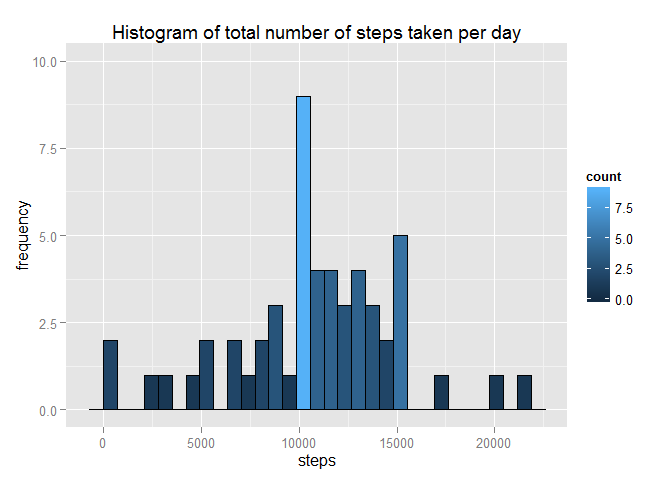 Histogram of total number of steps taken per day
10.0
7.5
5.0
2.5
0.0
frequency
0 5000 10000 15000 20000
steps
count
7.5
5.0
2.5
0.0